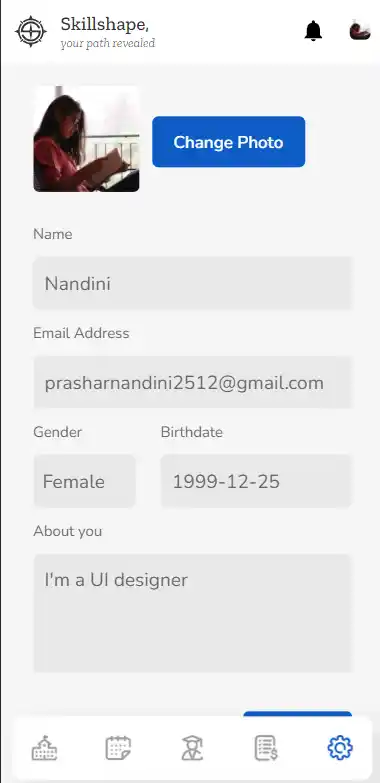 Skillshape,
your path revealed
Change Photo
Name
Nandini
Email Address
prasharnandini2512@gmail.com
Gender
Birthdate
Female
1999-12-25
About you
I'm a UI designer